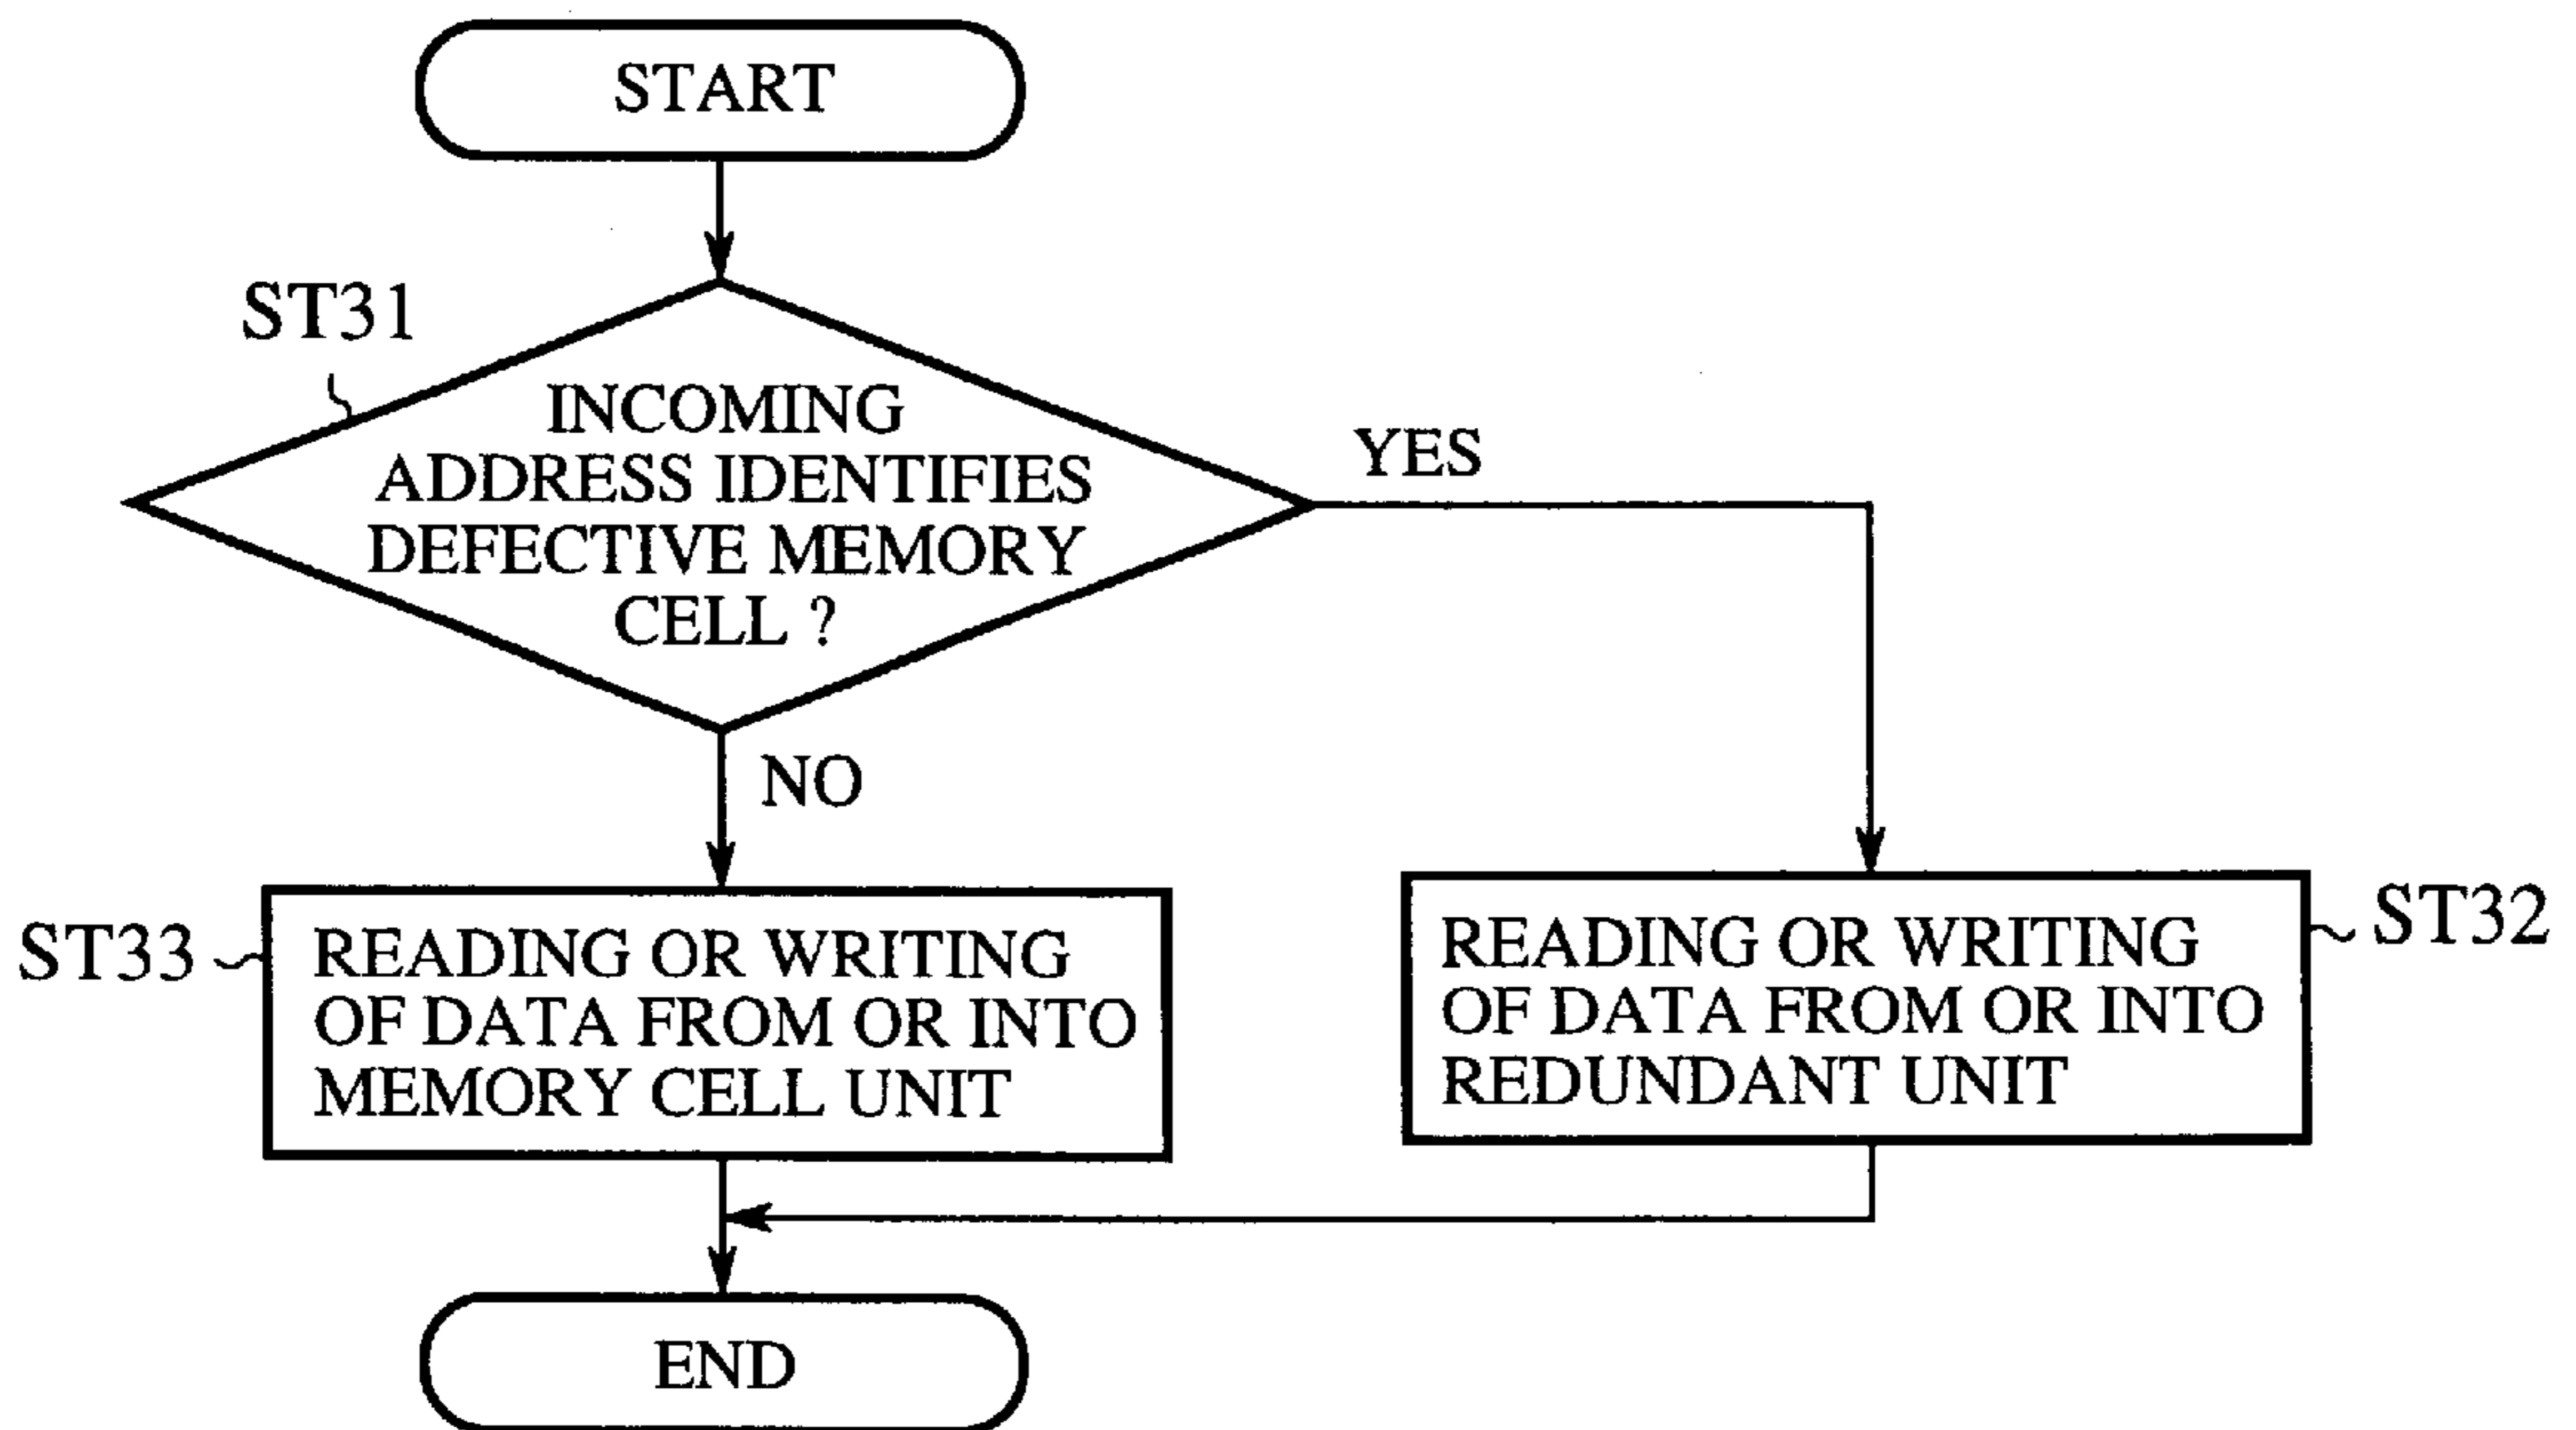 START
ST31
INCOMING
ADDRESS IDENTIFIES
DEFECTIVE MEMORY
CELL ?
YES
NO
ST33
READING OR WRITING
OF DATA FROM OR INTO
MEMORY CELL UNIT
READING OR WRITING
OF DATA FROM OR INTO
REDUNDANT UNIT
ST32
END